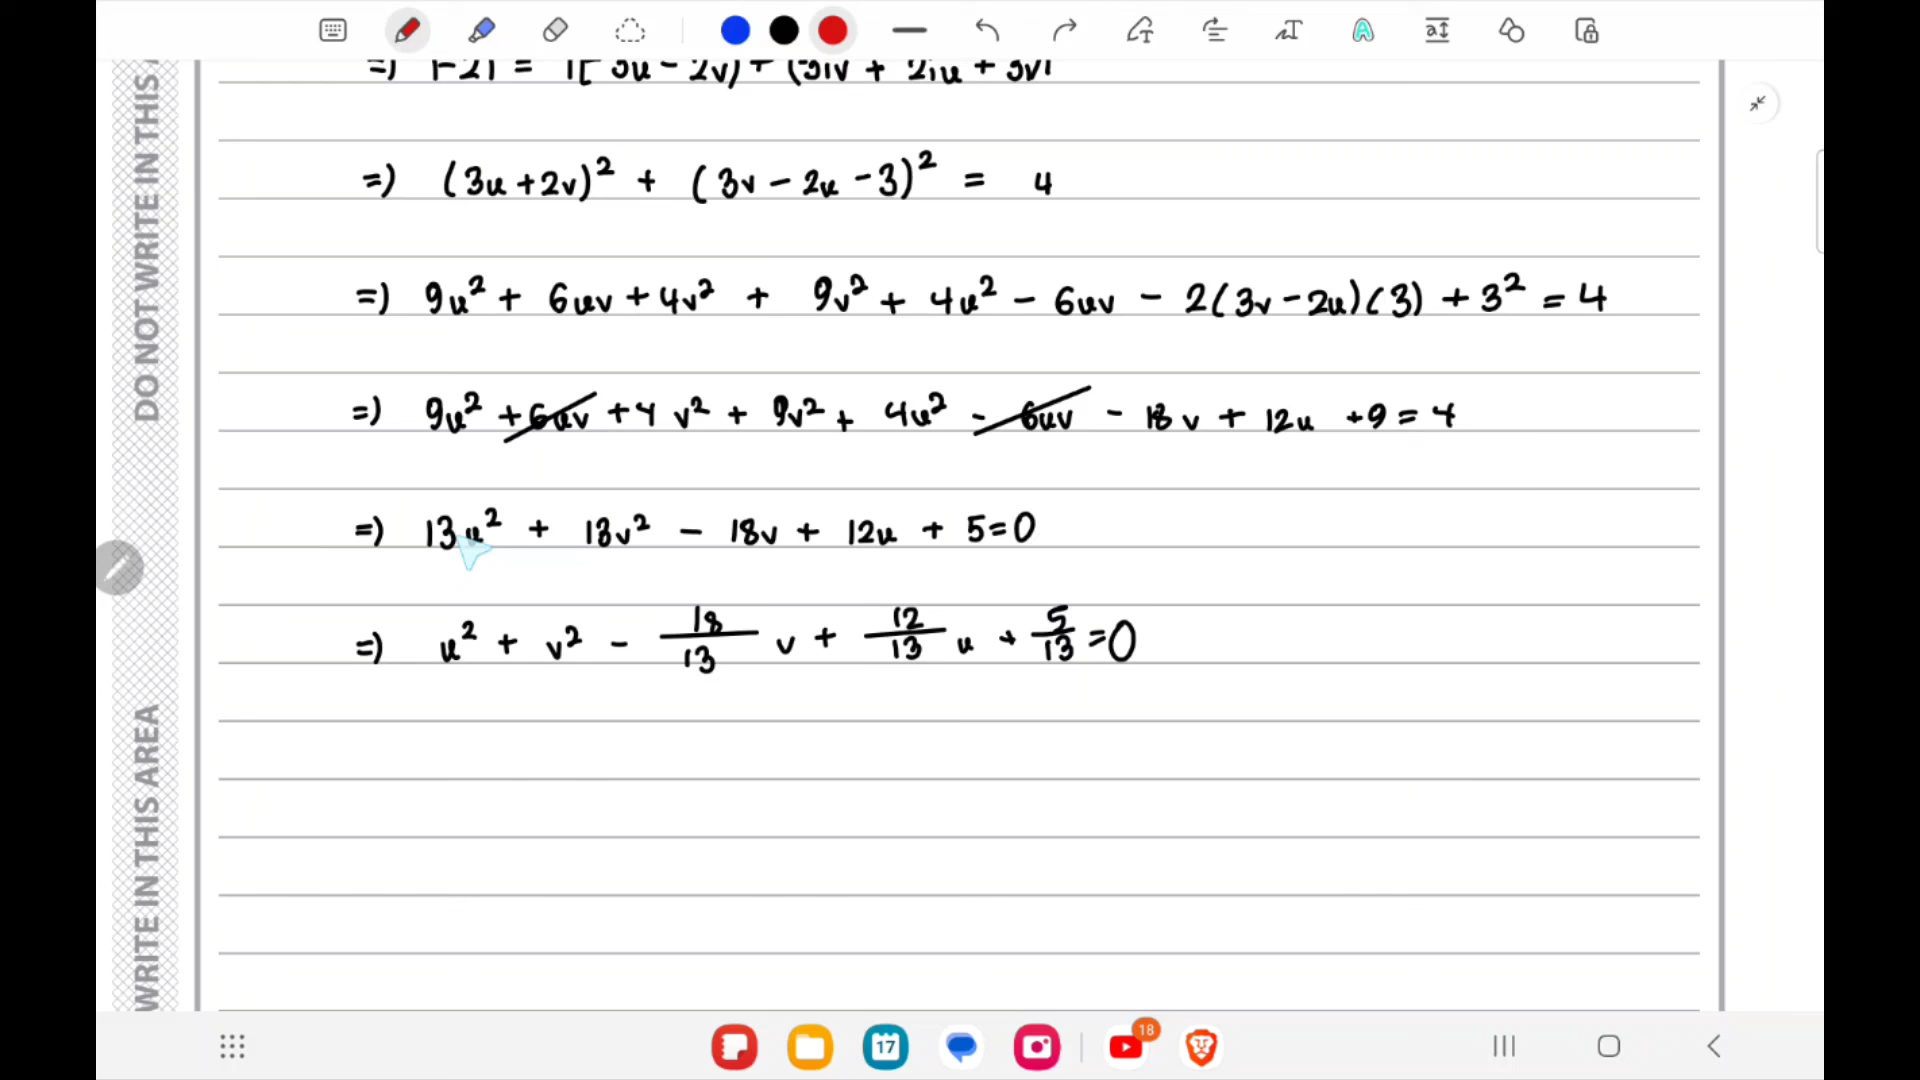 DO NOT WRITE IN THIS
=) (3u+2v)² + (3v - 2u - 3)² = 4
=) 9u² + 6uv + 4v² + 9v² + 4u² - 6uv - 2(3v - 2u)(3) + 3² = 4
=) 9u² + 6uv + 4v² + 9v² + 4u² - 6uv - 18v + 12u + 9 = 4
=) 13u² + 13v² - 18v + 12u + 5 = 0
=) u² + v² - 18/13 v + 12/13 u + 5/13 = 0
WRITE IN THIS AREA
17
18